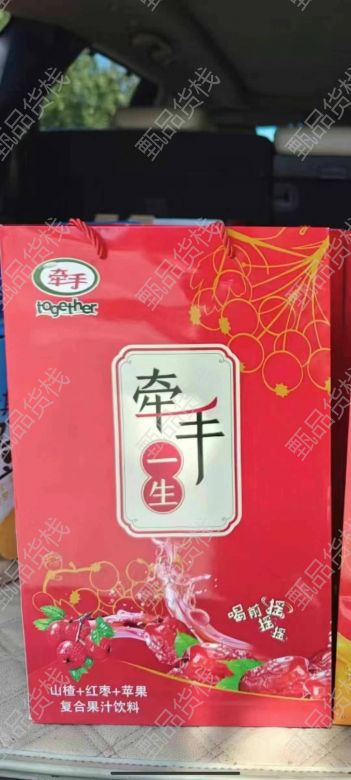 牵手
together
牵手
一生
喝前摇
摇摇
山楂+红枣+苹果
复合果汁饮料
甄品货栈